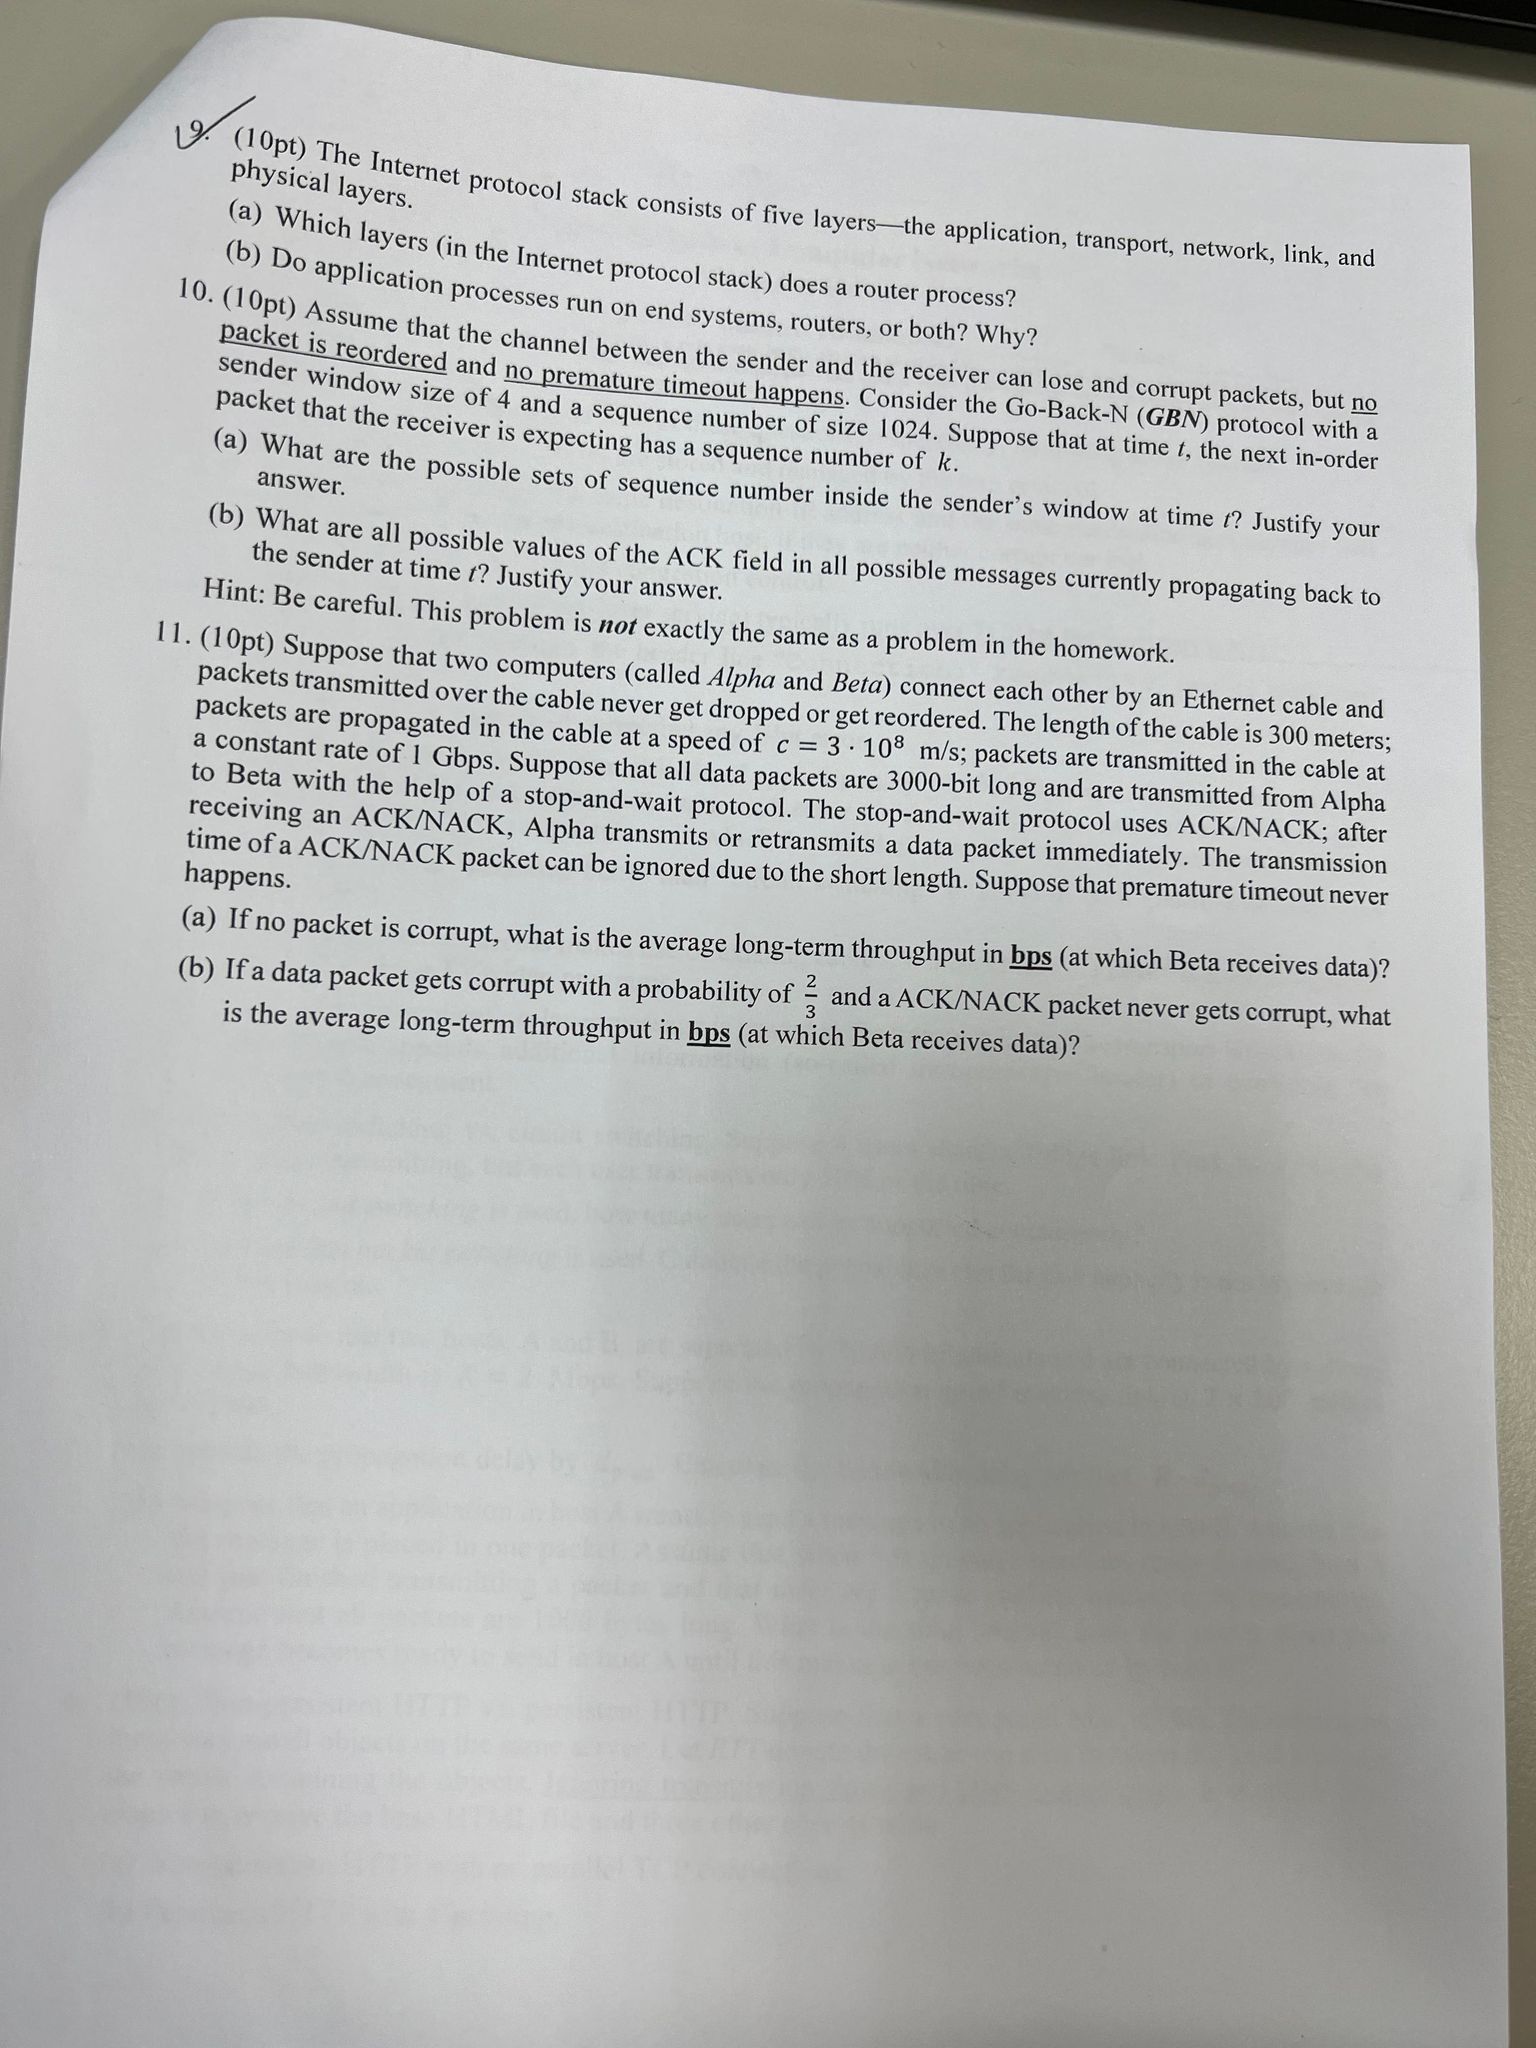 9. (10pt) The Internet protocol stack consists of five layers—the application, transport, network, link, and
physical layers.
(a) Which layers (in the Internet protocol stack) does a router process?
(b) Do application processes run on end systems, routers, or both? Why?
10. (10pt) Assume that the channel between the sender and the receiver can lose and corrupt packets, but no
packet is reordered and no premature timeout happens. Consider the Go-Back-N (GBN) protocol with a
sender window size of 4 and a sequence number of size 1024. Suppose that at time t, the next in-order
packet that the receiver is expecting has a sequence number of k.
(a) What are the possible sets of sequence number inside the sender's window at time t? Justify your
answer.
(b) What are all possible values of the ACK field in all possible messages currently propagating back to
the sender at time t? Justify your answer.
Hint: Be careful. This problem is not exactly the same as a problem in the homework.
11. (10pt) Suppose that two computers (called Alpha and Beta) connect each other by an Ethernet cable and
packets transmitted over the cable never get dropped or get reordered. The length of the cable is 300 meters;
packets are propagated in the cable at a speed of c = 3 · 10⁸ m/s; packets are transmitted in the cable at
a constant rate of 1 Gbps. Suppose that all data packets are 3000-bit long and are transmitted from Alpha
to Beta with the help of a stop-and-wait protocol. The stop-and-wait protocol uses ACK/NACK; after
receiving an ACK/NACK, Alpha transmits or retransmits a data packet immediately. The transmission
time of a ACK/NACK packet can be ignored due to the short length. Suppose that premature timeout never
happens.
(a) If no packet is corrupt, what is the average long-term throughput in bps (at which Beta receives data)?
(b) If a data packet gets corrupt with a probability of 2/3 and a ACK/NACK packet never gets corrupt, what
is the average long-term throughput in bps (at which Beta receives data)?